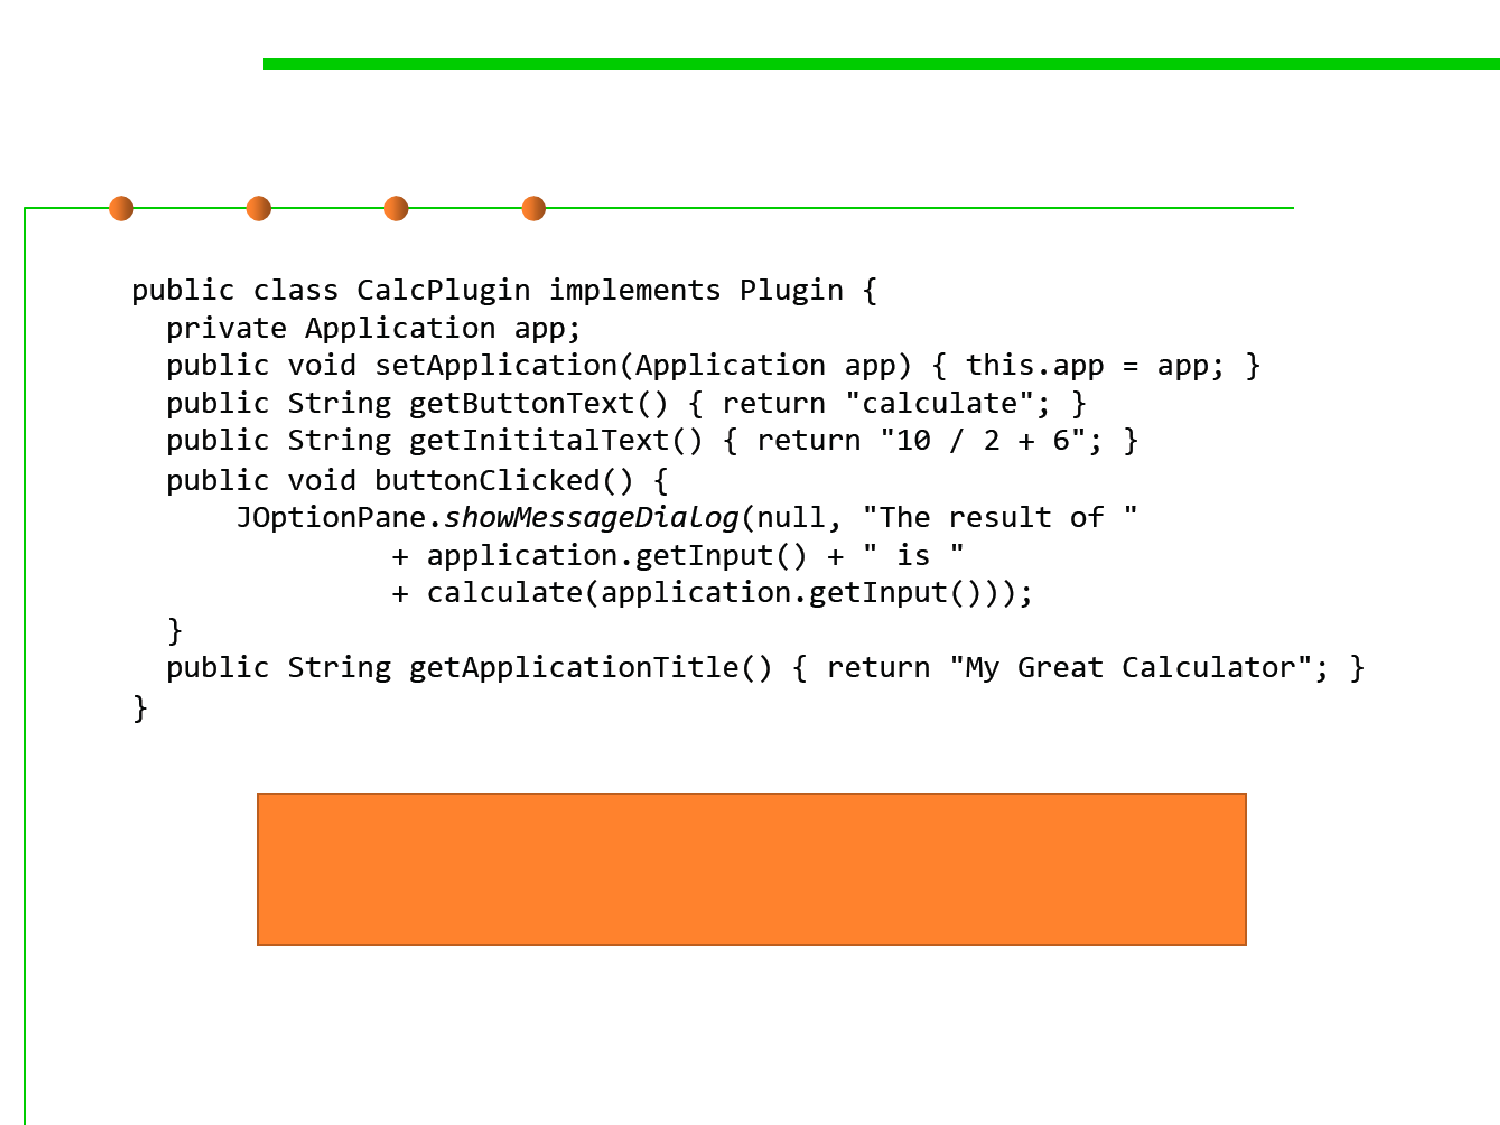 public class CalcPlugin implements Plugin {
  private Application app;
  public void setApplication(Application app) { this.app = app; }
  public String getButtonText() { return "calculate"; }
  public String getInititalText() { return "10 / 2 + 6"; }
  public void buttonClicked() {
      JOptionPane.showMessageDialog(null, "The result of "
               + application.getInput() + " is "
               + calculate(application.getInput()));
  }
  public String getApplicationTitle() { return "My Great Calculator"; }
}